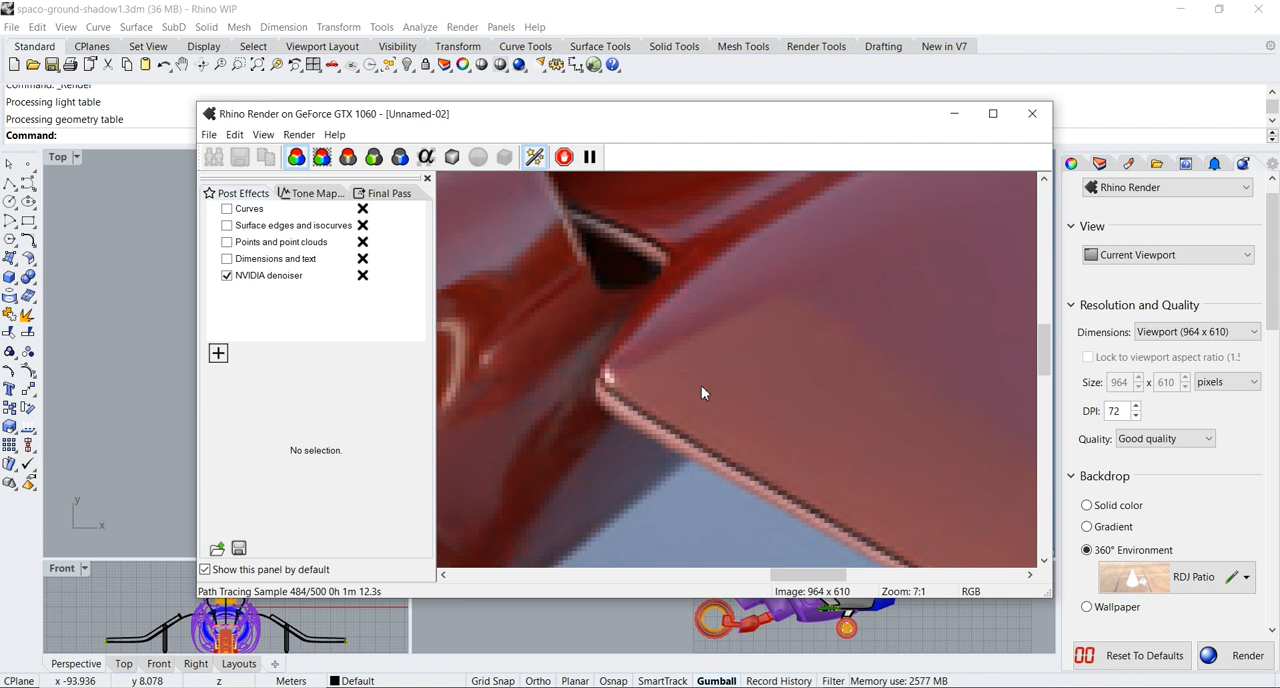 spaco-ground-shadow1.3dm (36 MB) - Rhino WIP
File Edit View Curve Surface SubD Solid Mesh Dimension Transform Tools Analyze Render Panels Help
Standard CPlanes Set View Display Select Viewport Layout Visibility Transform Curve Tools Surface Tools Solid Tools Mesh Tools Render Tools Drafting New in V7
Command: _Render
Processing light table
Processing geometry table
Command:
Top
Rhino Render on GeForce GTX 1060 - [Unnamed-02]
File Edit View Render Help
Post Effects Tone Map... Final Pass
Curves
Surface edges and isocurves
Points and point clouds
Dimensions and text
NVIDIA denoiser
No selection.
Show this panel by default
Path Tracing Sample 484/500 0h 1m 12.3s
Image: 964 x 610 Zoom: 7:1 RGB
Rhino Render
View
Current Viewport
Resolution and Quality
Dimensions: Viewport (964 x 610)
Lock to viewport aspect ratio (1.5
Size: 964 x 610 pixels
DPI: 72
Quality: Good quality
Backdrop
Solid color
Gradient
360° Environment
RDJ Patio
Wallpaper
Reset To Defaults Render
y
x
Front
Perspective Top Front Right Layouts
CPlane x -93.936 y 8.078 z Meters Default Grid Snap Ortho Planar Osnap SmartTrack Gumball Record History Filter Memory use: 2577 MB